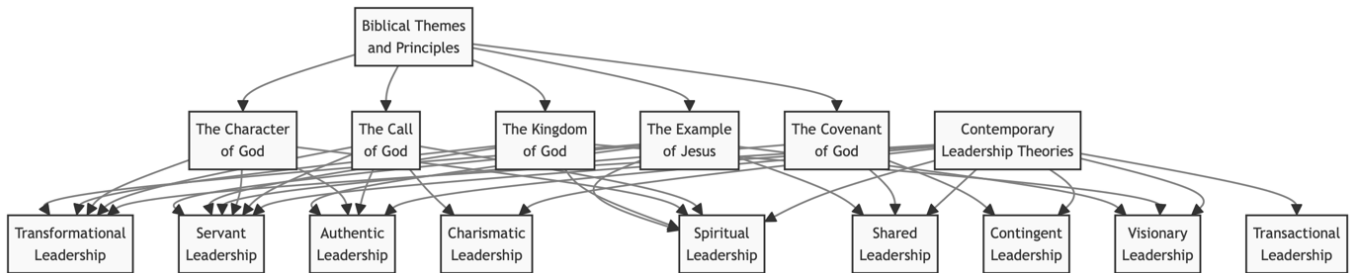 Biblical Themes
and Principles
The Character
of God
The Call
of God
The Kingdom
of God
The Example
of Jesus
The Covenant
of God
Contemporary
Leadership Theories
Transformational
Leadership
Servant
Leadership
Authentic
Leadership
Charismatic
Leadership
Spiritual
Leadership
Shared
Leadership
Contingent
Leadership
Visionary
Leadership
Transactional
Leadership